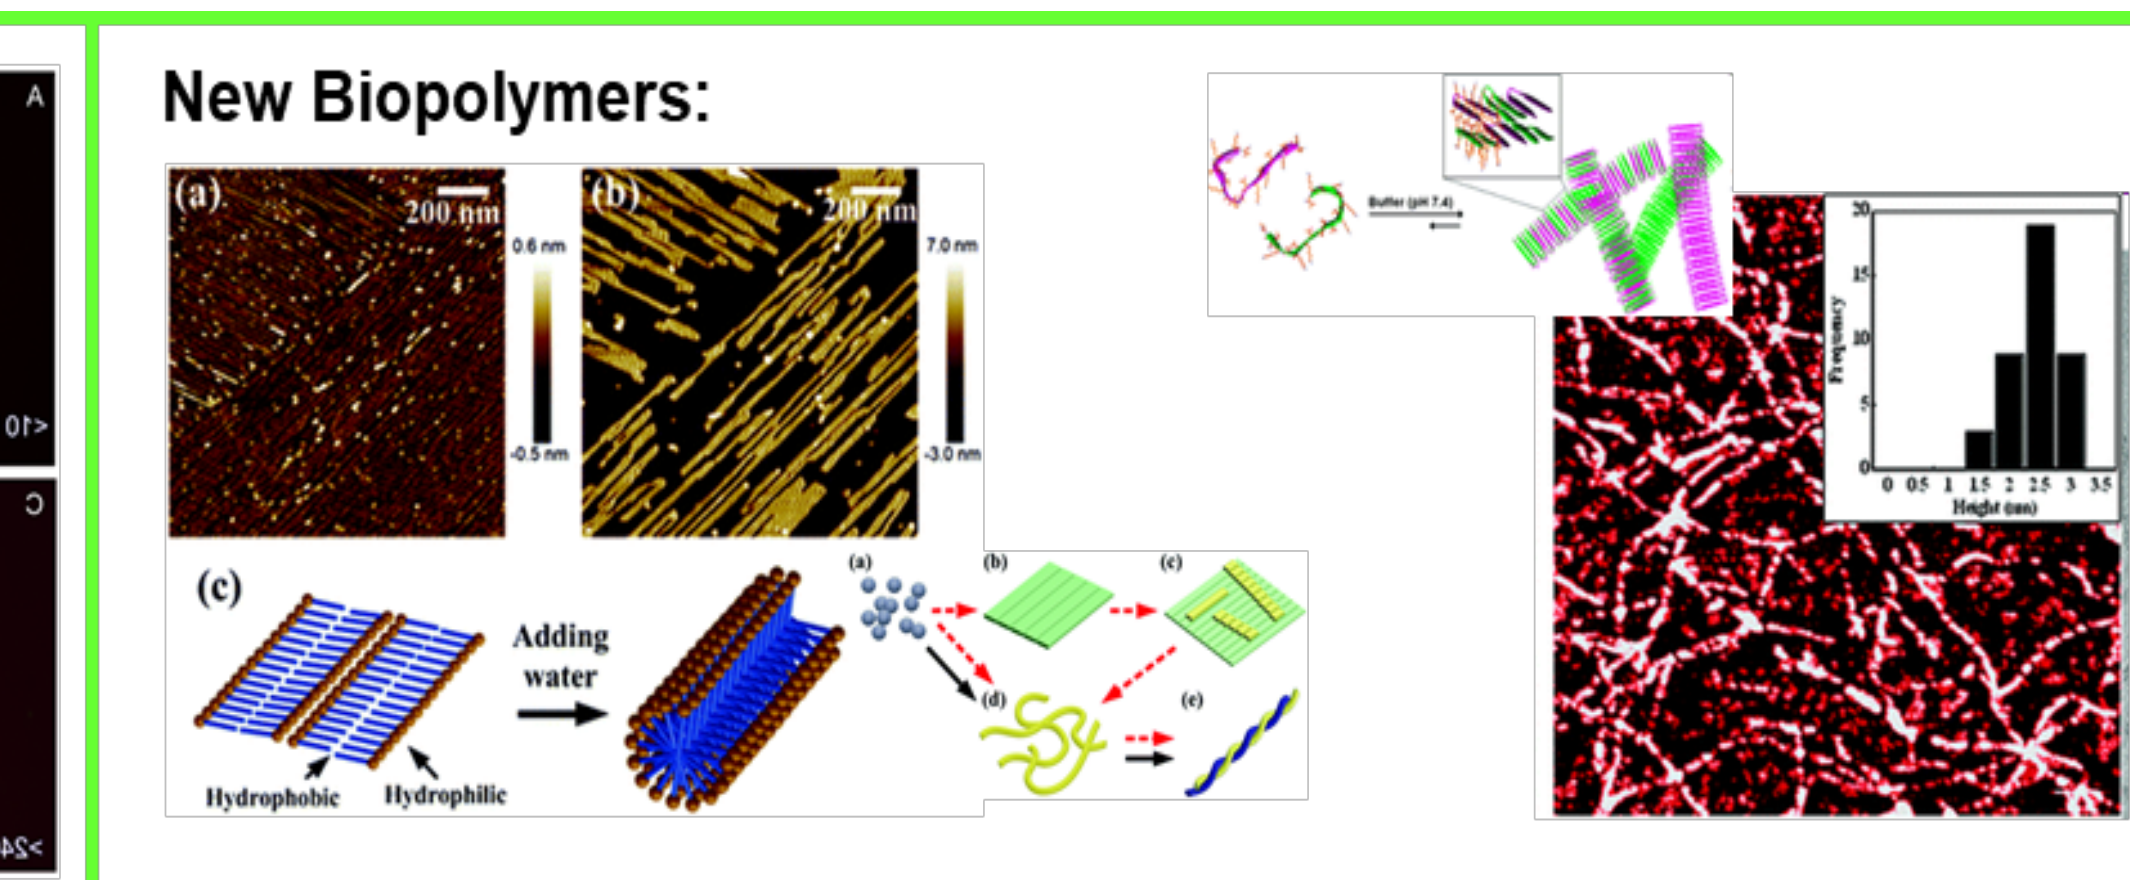 A
<10
C
>24
New Biopolymers:
(a)
200 nm
0.6 nm
-0.5 nm
(b)
200 nm
7.0 nm
-3.0 nm
(c)
Adding
water
Hydrophobic
Hydrophilic
(a)
(b)
(c)
(d)
(e)
Buffer (pH 7.4)
Frequency
20
15
10
5
0
0 0.5 1 1.5 2 2.5 3 3.5
Height (nm)